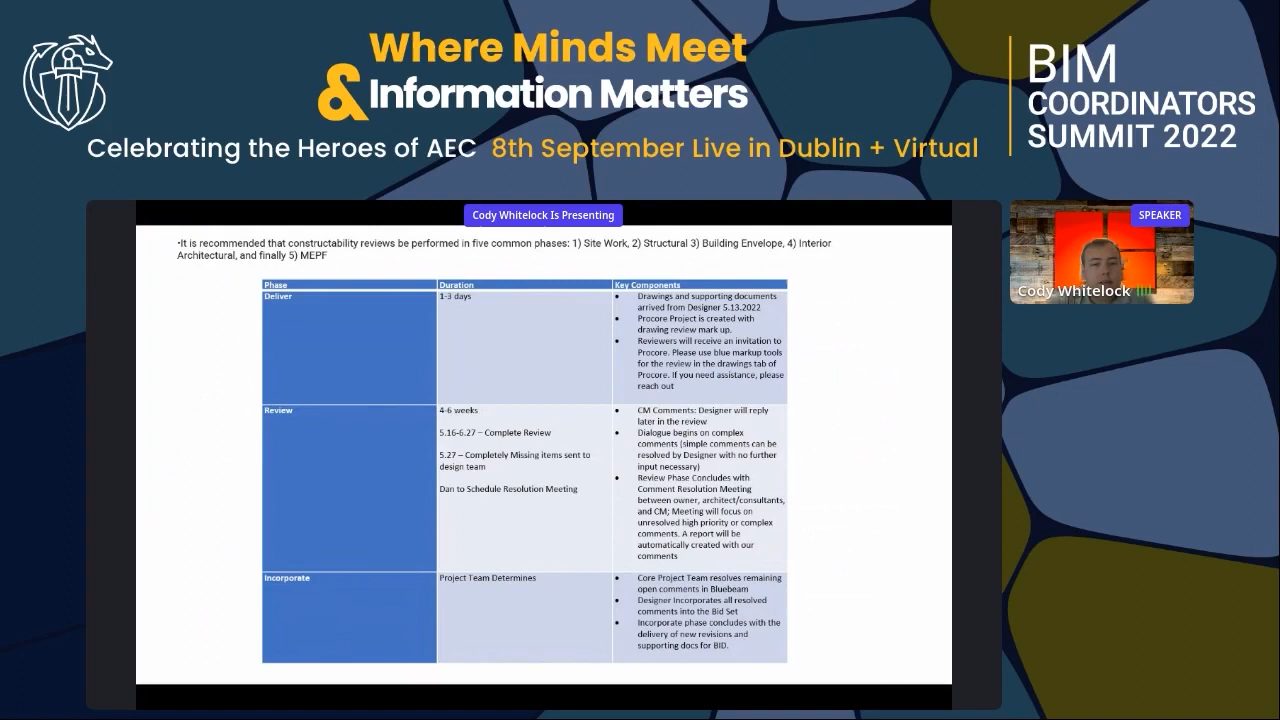 Where Minds Meet
& Information Matters
Celebrating the Heroes of AEC 8th September Live in Dublin + Virtual
BIM
COORDINATORS
SUMMIT 2022
Cody Whitelock Is Presenting
SPEAKER
Cody Whitelock
•It is recommended that constructability reviews be performed in five common phases: 1) Site Work, 2) Structural 3) Building Envelope, 4) Interior
Architectural, and finally 5) MEPF
Phase Duration Key Components
Deliver
1-3 days
• Drawings and supporting documents
arrived from Designer 5.13.2022
• Procore Project is created with
drawing review mark up.
• Reviewers will receive an invitation to
Procore. Please use blue markup tools
for the review in the drawings tab of
Procore. If you need assistance, please
reach out
Review
4-6 weeks
5.16-6.27 – Complete Review
5.27 – Completely Missing items sent to
design team
Dan to Schedule Resolution Meeting
• CM Comments: Designer will reply
later in the review
• Dialogue begins on complex
comments (simple comments can be
resolved by Designer with no further
input necessary)
• Review Phase Concludes with
Comment Resolution Meeting
between owner, architect/consultants,
and CM; Meeting will focus on
unresolved high priority or complex
comments. A report will be
automatically created with our
comments
Incorporate
Project Team Determines
• Core Project Team resolves remaining
open comments in Bluebeam
• Designer Incorporates all resolved
comments into the Bid Set
• Incorporate phase concludes with the
delivery of new revisions and
supporting docs for BID.